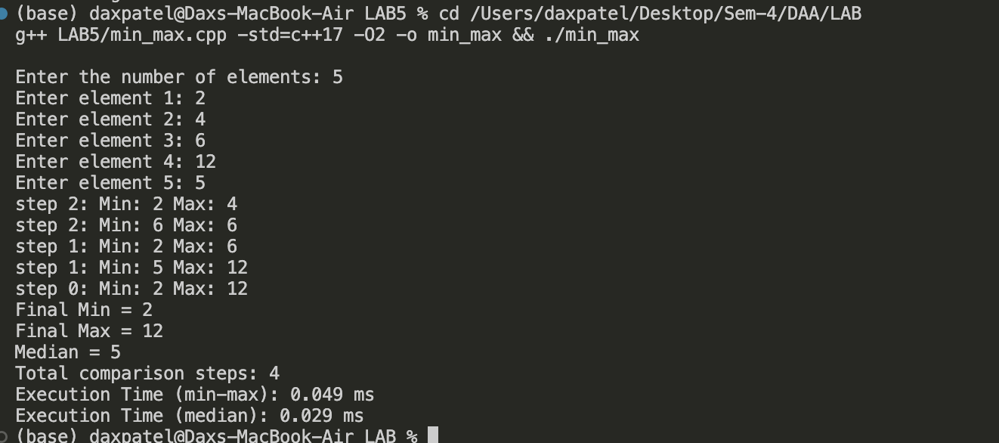 (base) daxpatel@Daxs-MacBook-Air LAB5 % cd /Users/daxpatel/Desktop/Sem-4/DAA/LAB
g++ LAB5/min_max.cpp -std=c++17 -O2 -o min_max && ./min_max
Enter the number of elements: 5
Enter element 1: 2
Enter element 2: 4
Enter element 3: 6
Enter element 4: 12
Enter element 5: 5
step 2: Min: 2 Max: 4
step 2: Min: 6 Max: 6
step 1: Min: 2 Max: 6
step 1: Min: 5 Max: 12
step 0: Min: 2 Max: 12
Final Min = 2
Final Max = 12
Median = 5
Total comparison steps: 4
Execution Time (min-max): 0.049 ms
Execution Time (median): 0.029 ms
(base) daxpatel@Daxs-MacBook-Air LAB %